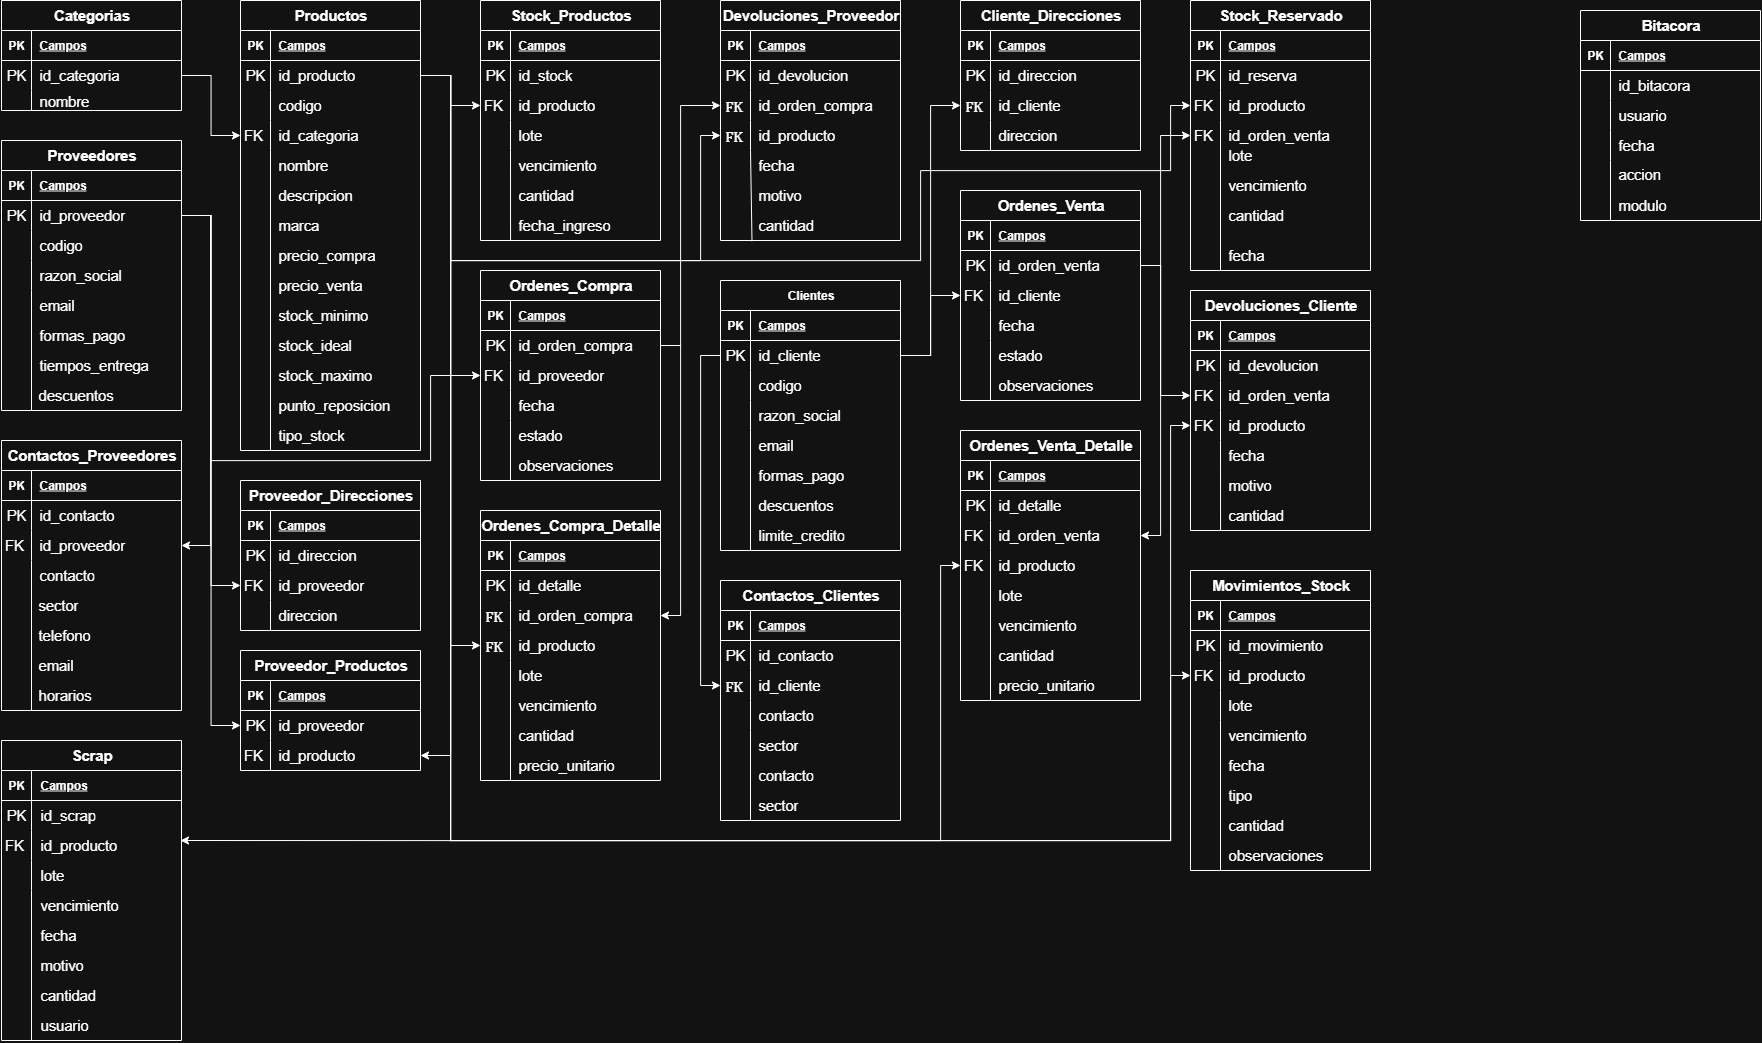 Categorias
PK Campos
PK id_categoria
nombre
Proveedores
PK Campos
PK id_proveedor
codigo
razon_social
email
formas_pago
tiempos_entrega
descuentos
Contactos_Proveedores
PK Campos
PK id_contacto
FK id_proveedor
contacto
sector
telefono
email
horarios
Scrap
PK Campos
PK id_scrap
FK id_producto
lote
vencimiento
fecha
motivo
cantidad
usuario
Productos
PK Campos
PK id_producto
codigo
FK id_categoria
nombre
descripcion
marca
precio_compra
precio_venta
stock_minimo
stock_ideal
stock_maximo
punto_reposicion
tipo_stock
Proveedor_Direcciones
PK Campos
PK id_direccion
FK id_proveedor
direccion
Proveedor_Productos
PK Campos
PK id_proveedor
FK id_producto
Stock_Productos
PK Campos
PK id_stock
FK id_producto
lote
vencimiento
cantidad
fecha_ingreso
Ordenes_Compra
PK Campos
PK id_orden_compra
FK id_proveedor
fecha
estado
observaciones
Ordenes_Compra_Detalle
PK Campos
PK id_detalle
FK id_orden_compra
FK id_producto
lote
vencimiento
cantidad
precio_unitario
Devoluciones_Proveedor
PK Campos
PK id_devolucion
FK id_orden_compra
FK id_producto
fecha
motivo
cantidad
Clientes
PK Campos
PK id_cliente
codigo
razon_social
email
formas_pago
descuentos
limite_credito
Contactos_Clientes
PK Campos
PK id_contacto
FK id_cliente
contacto
sector
contacto
sector
Cliente_Direcciones
PK Campos
PK id_direccion
FK id_cliente
direccion
Ordenes_Venta
PK Campos
PK id_orden_venta
FK id_cliente
fecha
estado
observaciones
Ordenes_Venta_Detalle
PK Campos
PK id_detalle
FK id_orden_venta
FK id_producto
lote
vencimiento
cantidad
precio_unitario
Stock_Reservado
PK Campos
PK id_reserva
FK id_producto
FK id_orden_venta
lote
vencimiento
cantidad
fecha
Devoluciones_Cliente
PK Campos
PK id_devolucion
FK id_orden_venta
FK id_producto
fecha
motivo
cantidad
Movimientos_Stock
PK Campos
PK id_movimiento
FK id_producto
lote
vencimiento
fecha
tipo
cantidad
observaciones
Bitacora
PK Campos
id_bitacora
usuario
fecha
accion
modulo